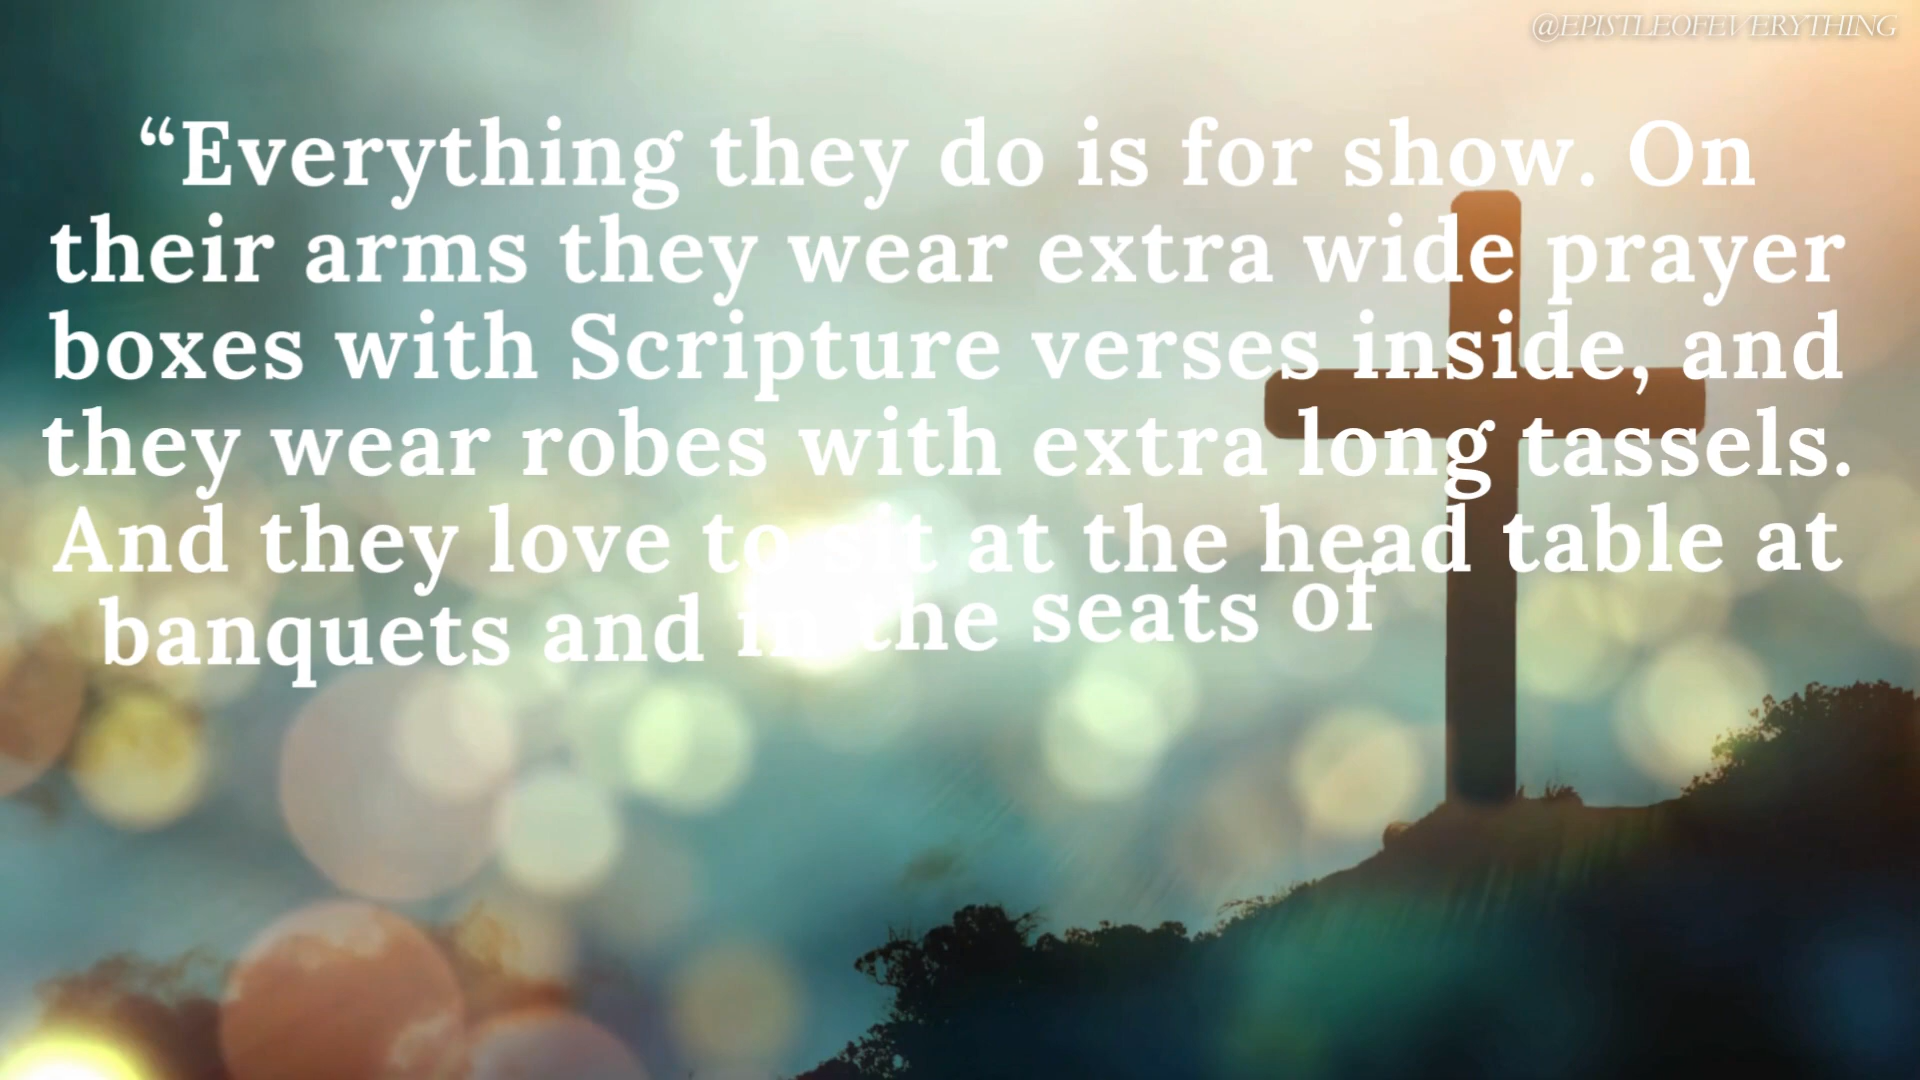 @EPISTLEOFEVERYTHING
“Everything they do is for show. On
their arms they wear extra wide prayer
boxes with Scripture verses inside, and
they wear robes with extra long tassels.
And they love to sit at the head table at
banquets and in the seats of